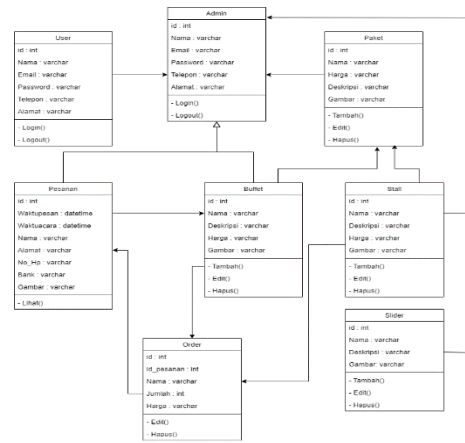 Admin
id : int
Nama : varchar
Email : varchar
Password : varchar
Telepon : varchar
Alamat : varchar
- Login()
- Logout()
User
id : int
Nama : varchar
Email : varchar
Password : varchar
Telepon : varchar
Alamat : varchar
- Login()
- Logout()
Paket
id : int
Nama : varchar
Harga : varchar
Deskripsi : varchar
Gambar : varchar
- Tambah()
- Edit()
- Hapus()
Pesanan
id : int
Waktupesan : datetime
Waktuacara : datetime
Nama : varchar
Alamat : varchar
No_Hp : varchar
Bank : varchar
Gambar : varchar
- Lihat()
Buffet
id : int
Nama : varchar
Deskripsi : varchar
Harga : varchar
Gambar : varchar
- Tambah()
- Edit()
- Hapus()
Stall
id : int
Nama : varchar
Deskripsi : varchar
Harga : varchar
Gambar : varchar
- Tambah()
- Edit()
- Hapus()
Slider
id : int
Nama : varchar
Deskripsi : varchar
Gambar: varchar
- Tambah()
- Edit()
- Hapus()
Order
id : int
id_pesanan : int
Nama : varchar
Jumlah : int
Harga : varchar
- Edit()
- Hapus()